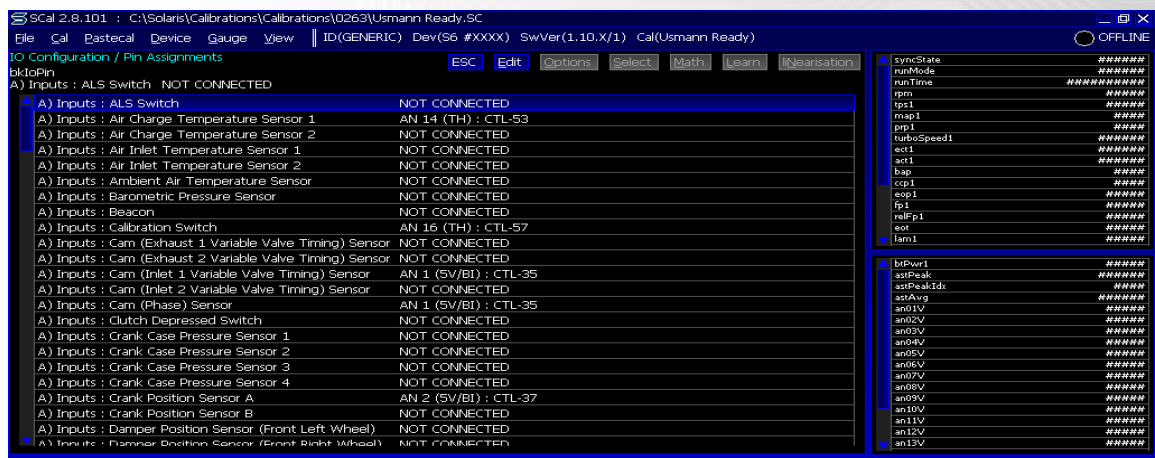 SCal 2.8.101 : C:\Solaris\Calibrations\Calibrations\0263\Usmann Ready.SC
File Cal Pastecal Device Gauge View ID(GENERIC) Dev(S6 #XXXX) SwVer(1.10.X/1) Cal(Usmann Ready) OFFLINE
IO Configuration / Pin Assignments
bkIoPin
ESC Edit Options Select Math Learn liNearisation
A) Inputs : ALS Switch NOT CONNECTED
A) Inputs : ALS Switch NOT CONNECTED
A) Inputs : Air Charge Temperature Sensor 1 AN 14 (TH) : CTL-53
A) Inputs : Air Charge Temperature Sensor 2 NOT CONNECTED
A) Inputs : Air Inlet Temperature Sensor 1 NOT CONNECTED
A) Inputs : Air Inlet Temperature Sensor 2 NOT CONNECTED
A) Inputs : Ambient Air Temperature Sensor NOT CONNECTED
A) Inputs : Barometric Pressure Sensor NOT CONNECTED
A) Inputs : Beacon NOT CONNECTED
A) Inputs : Calibration Switch AN 16 (TH) : CTL-57
A) Inputs : Cam (Exhaust 1 Variable Valve Timing) Sensor NOT CONNECTED
A) Inputs : Cam (Exhaust 2 Variable Valve Timing) Sensor NOT CONNECTED
A) Inputs : Cam (Inlet 1 Variable Valve Timing) Sensor AN 1 (5V/BI) : CTL-35
A) Inputs : Cam (Inlet 2 Variable Valve Timing) Sensor NOT CONNECTED
A) Inputs : Cam (Phase) Sensor AN 1 (5V/BI) : CTL-35
A) Inputs : Clutch Depressed Switch NOT CONNECTED
A) Inputs : Crank Case Pressure Sensor 1 NOT CONNECTED
A) Inputs : Crank Case Pressure Sensor 2 NOT CONNECTED
A) Inputs : Crank Case Pressure Sensor 3 NOT CONNECTED
A) Inputs : Crank Case Pressure Sensor 4 NOT CONNECTED
A) Inputs : Crank Position Sensor A AN 2 (5V/BI) : CTL-37
A) Inputs : Crank Position Sensor B NOT CONNECTED
A) Inputs : Damper Position Sensor (Front Left Wheel) NOT CONNECTED
A) Inputs : Damper Position Sensor (Front Right Wheel) NOT CONNECTED
syncState ######
runMode ######
runTime ##########
rpm #####
tps1 #####
map1 ####
prp1 ####
turboSpeed1 ######
ect1 ######
act1 ######
bap ####
ccp1 ####
eop1 #####
fp1 #####
relFp1 #####
eot #####
lam1 #####
btPwr1 #####
astPeak ######
astPeakIdx ####
astAvg ######
an01V #####
an02V #####
an03V #####
an04V #####
an05V #####
an06V #####
an07V #####
an08V #####
an09V #####
an10V #####
an11V #####
an12V #####
an13V #####